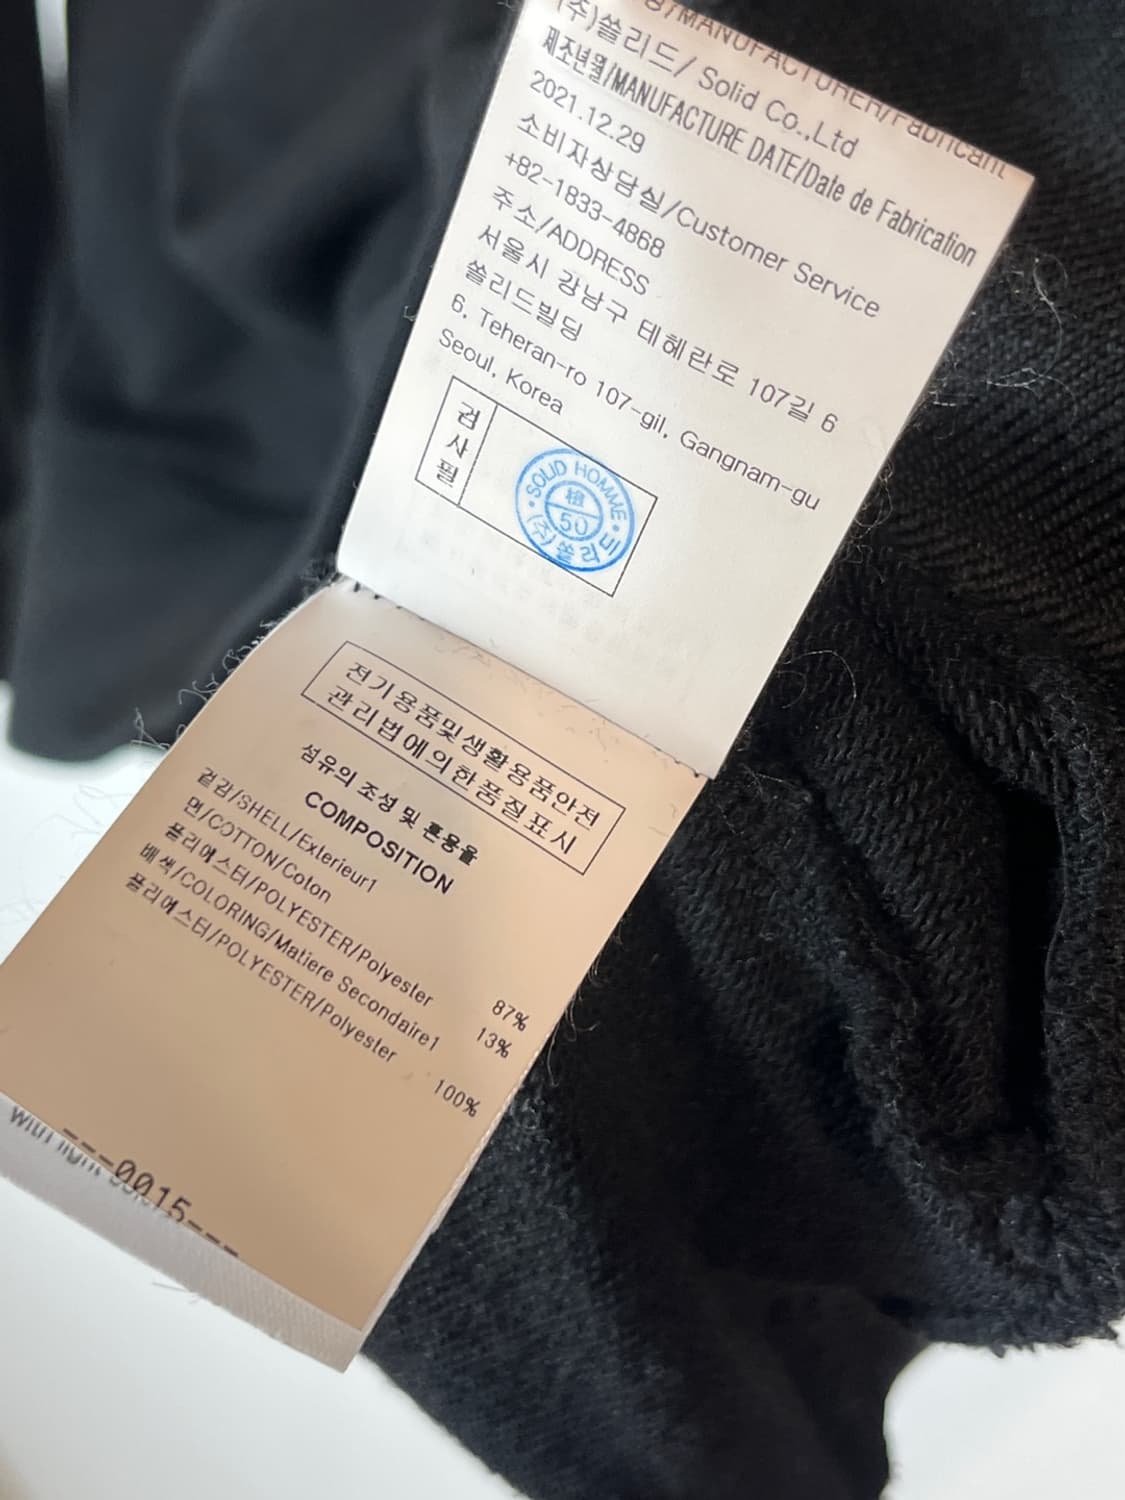 /MANUFACTURER/Fabricant
(주)쏠리드/ Solid Co.,Ltd
제조년월/MANUFACTURE DATE/Date de Fabrication
2021.12.29
소비자상담실/Customer Service
+82-1833-4868
주소/ADDRESS
서울시 강남구 테헤란로 107길 6
쏠리드빌딩
6, Teheran-ro 107-gil, Gangnam-gu
Seoul, Korea
검사필
SOLID HOMME
檢
50
(주)쏠리드
전기용품및생활용품안전
관리법에의한품질표시
섬유의 조성 및 혼용율
COMPOSITION
겉감/SHELL/Exterieur1
면/COTTON/Coton 87%
폴리에스터/POLYESTER/Polyester 13%
배색/COLORING/Matiere Secondaire1
폴리에스터/POLYESTER/Polyester 100%
with light
---0015---